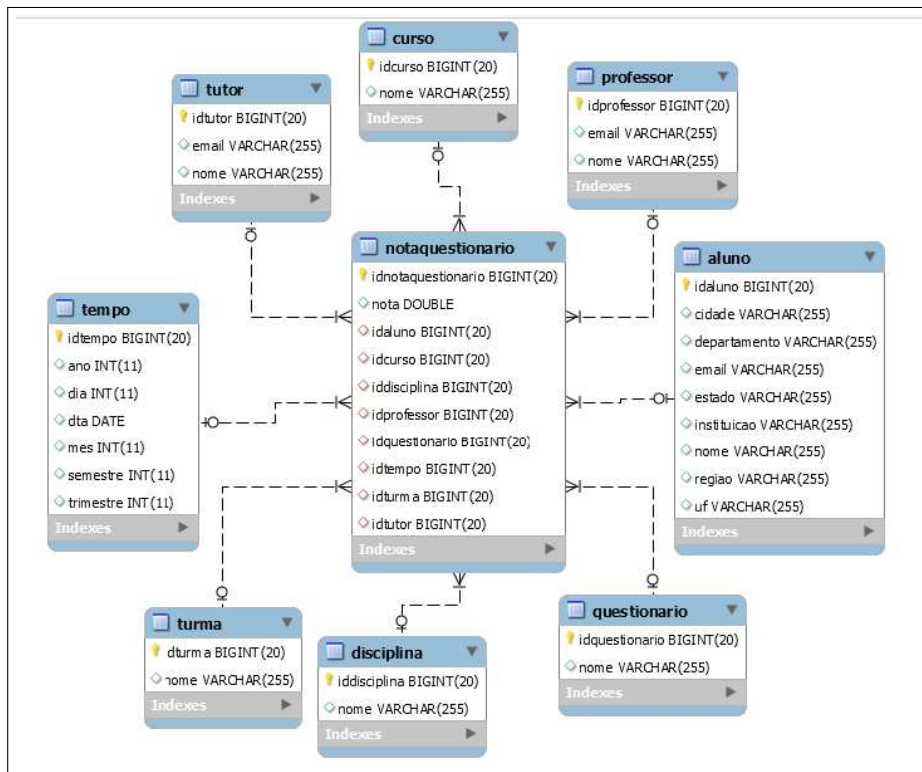 curso
idcurso BIGINT(20)
nome VARCHAR(255)
Indexes
tutor
idtutor BIGINT(20)
email VARCHAR(255)
nome VARCHAR(255)
Indexes
professor
idprofessor BIGINT(20)
email VARCHAR(255)
nome VARCHAR(255)
Indexes
notaquestionario
idnotaquestionario BIGINT(20)
nota DOUBLE
idaluno BIGINT(20)
idcurso BIGINT(20)
iddisciplina BIGINT(20)
idprofessor BIGINT(20)
idquestionario BIGINT(20)
idtempo BIGINT(20)
idturma BIGINT(20)
idtutor BIGINT(20)
Indexes
aluno
idaluno BIGINT(20)
cidade VARCHAR(255)
departamento VARCHAR(255)
email VARCHAR(255)
estado VARCHAR(255)
instituicao VARCHAR(255)
nome VARCHAR(255)
regiao VARCHAR(255)
uf VARCHAR(255)
Indexes
tempo
idtempo BIGINT(20)
ano INT(11)
dia INT(11)
dta DATE
mes INT(11)
semestre INT(11)
trimestre INT(11)
Indexes
turma
idturma BIGINT(20)
nome VARCHAR(255)
Indexes
disciplina
iddisciplina BIGINT(20)
nome VARCHAR(255)
Indexes
questionario
idquestionario BIGINT(20)
nome VARCHAR(255)
Indexes